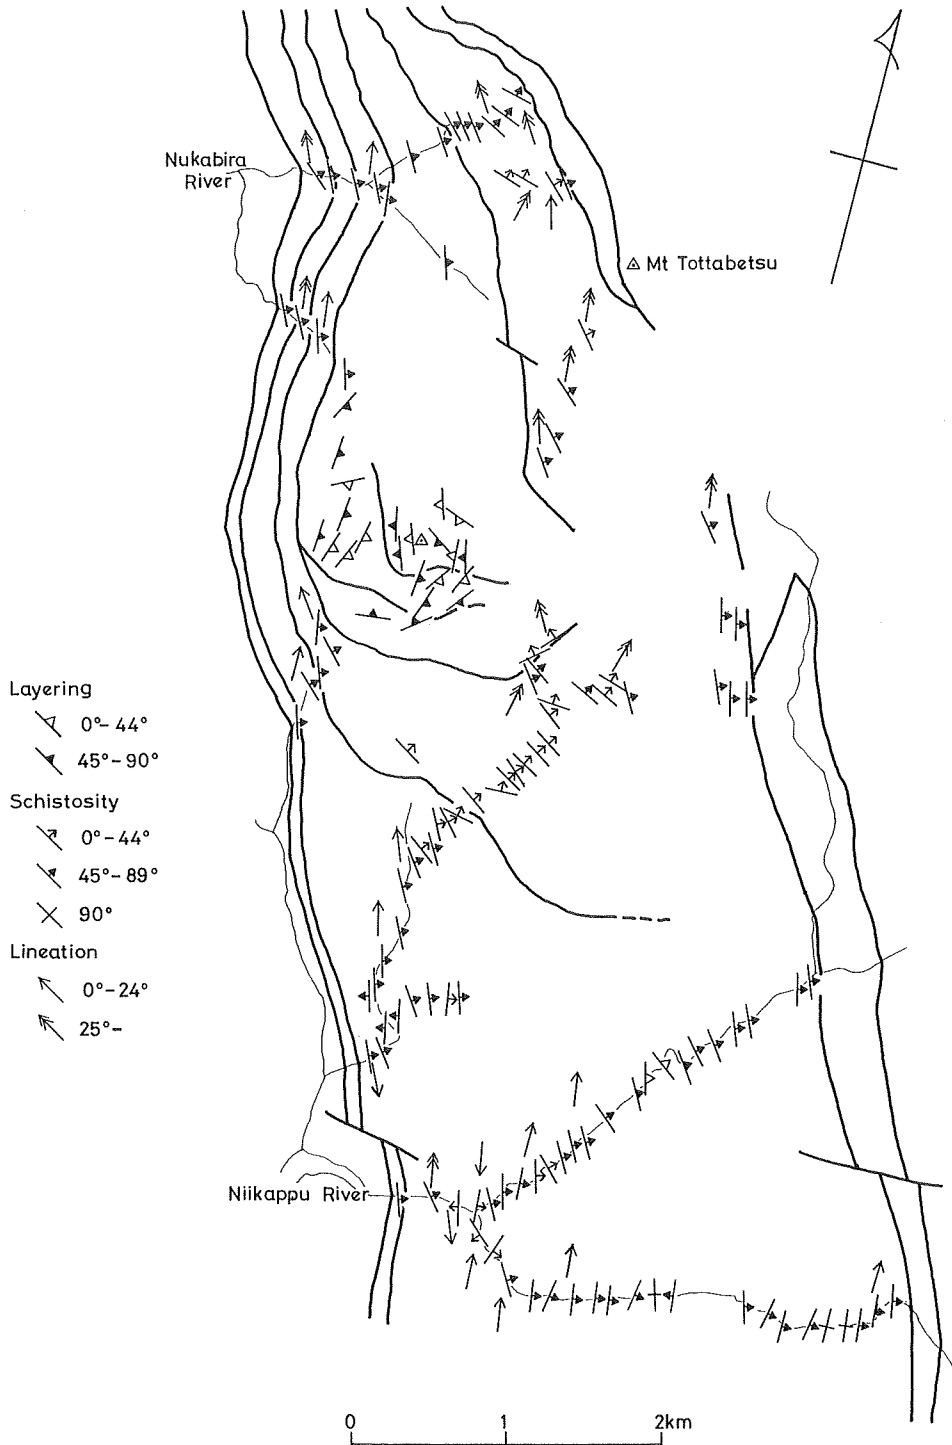 Nukabira
River
Mt Tottabetsu
Layering
0°–44°
45°–90°
Schistosity
0°–44°
45°–89°
90°
Lineation
0°–24°
25°–
Niikappu River
0 1 2km